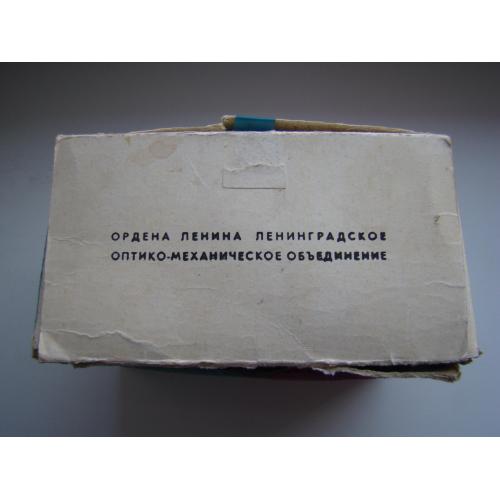 ОРДЕНА ЛЕНИНА ЛЕНИНГРАДСКОЕ
ОПТИКО-МЕХАНИЧЕСКОЕ ОБЪЕДИНЕНИЕ